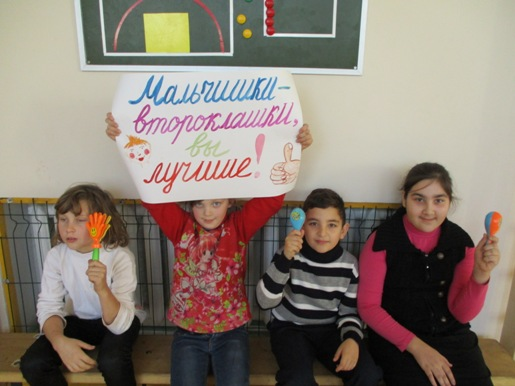 Мальчишки-
второклашки,
вы
лучшие!